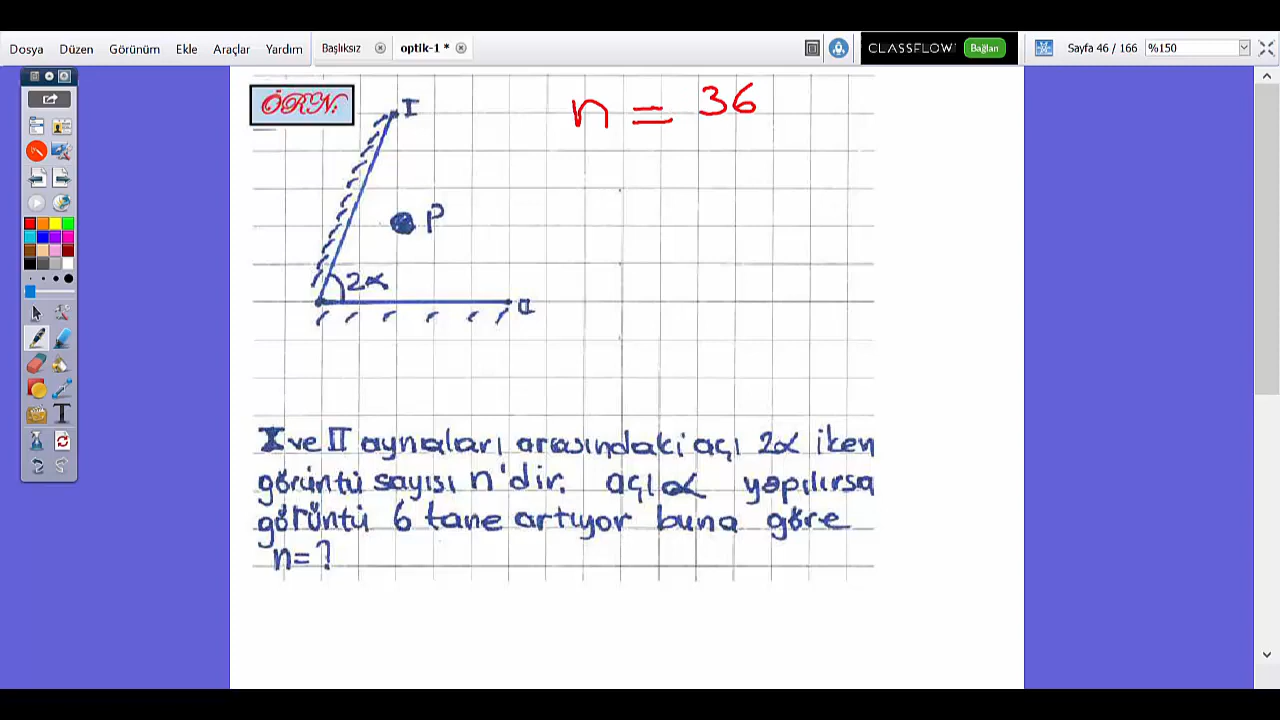 Dosya Düzen Görünüm Ekle Araçlar Yardım
Başlıksız
optik-1 *
CLASSFLOW
Bağlan
Sayfa 46 / 166
%150
ÖRN:
I
n = 36
P
2α
II
I ve II aynaları arasındaki açı 2α iken
görüntü sayısı n'dir. açı α yapılırsa
görüntü 6 tane artıyor buna göre
n=?